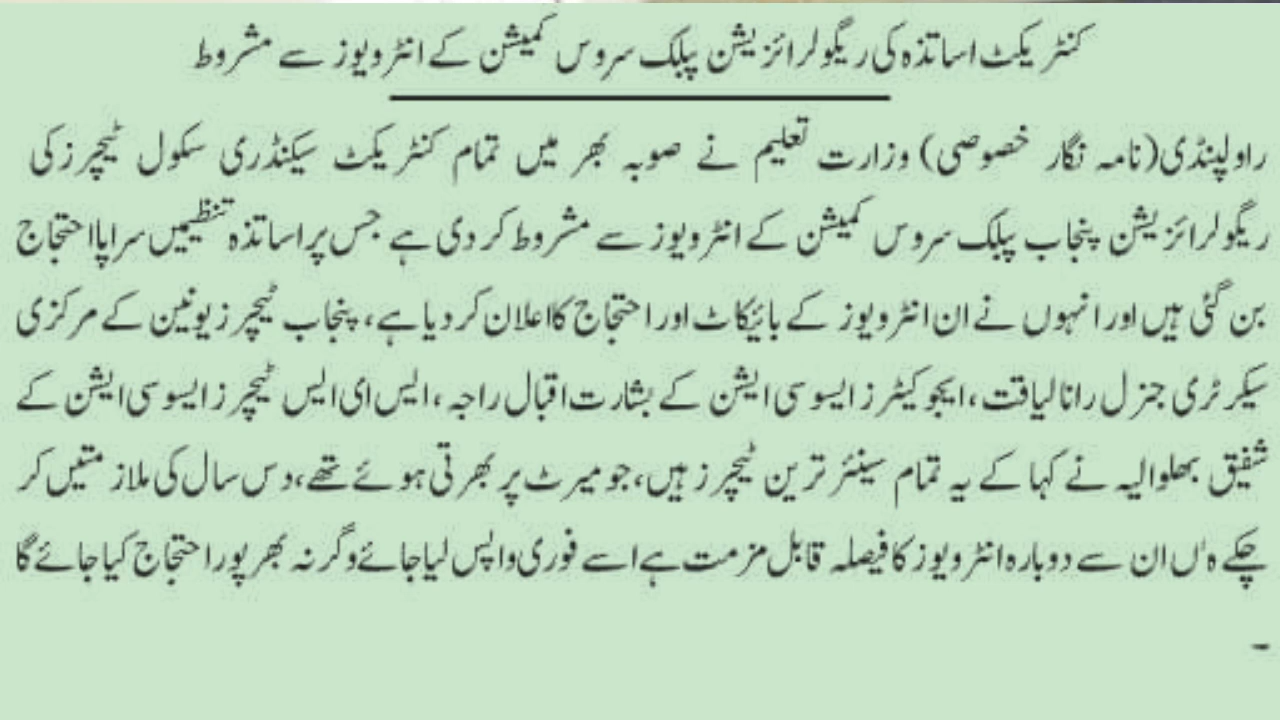 کنٹریکٹ اساتذہ کی ریگولرائزیشن پبلک سروس کمیشن کے انٹرویوز سے مشروط
راولپنڈی(نامہ نگار خصوصی) وزارت تعلیم نے صوبہ بھر میں تمام کنٹریکٹ سیکنڈری سکول ٹیچرز کی
ریگولرائزیشن پنجاب پبلک سروس کمیشن کے انٹرویوز سے مشروط کر دی ہے جس پر اساتذہ تنظیمیں سراپا احتجاج
بن گئی ہیں اور انہوں نے ان انٹرویوز کے بائیکاٹ اور احتجاج کا اعلان کر دیا ہے، پنجاب ٹیچرز یونین کے مرکزی
سیکرٹری جنرل رانا لیاقت، ایجوکیٹرز ایسوسی ایشن کے بشارت اقبال راجہ، ایس ای ایس ٹیچرز ایسوسی ایشن کے
شفیق بھلوالیہ نے کہا کے یہ تمام سینئر ترین ٹیچرز ہیں، جو میرٹ پر بھرتی ہوئے تھے، دس سال کی ملازمتیں کر
چکے ہیں ان سے دوبارہ انٹرویوز کا فیصلہ قابل مزمت ہے اسے فوری واپس لیا جائے وگرنہ بھرپور احتجاج کیا جائے گا
۔